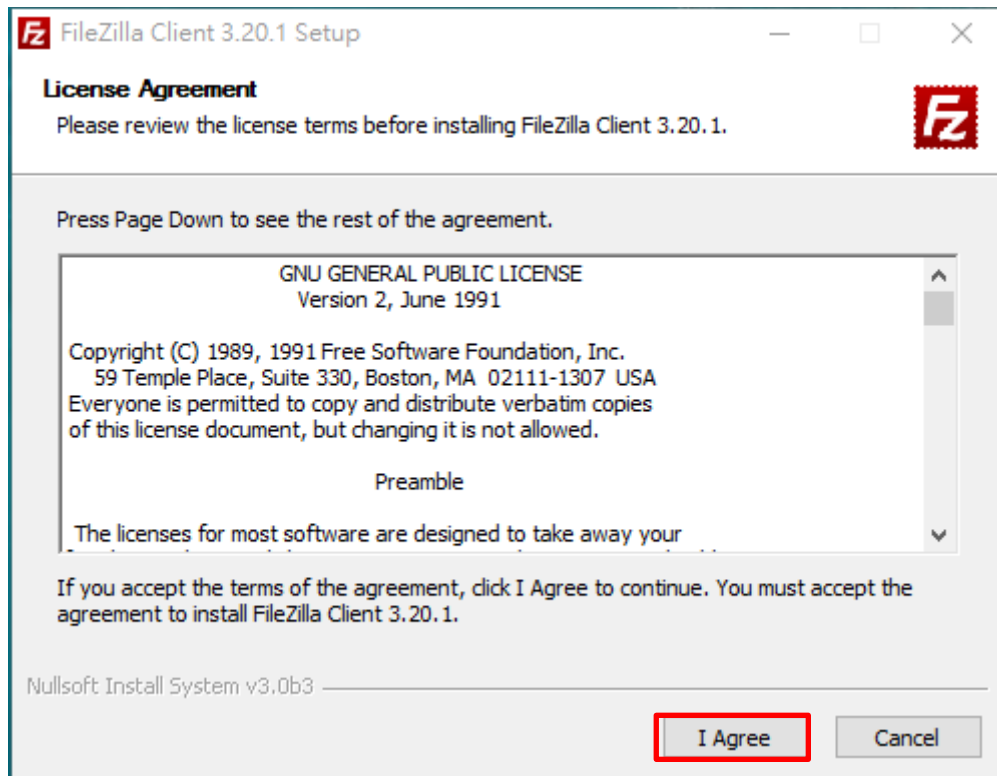 FileZilla Client 3.20.1 Setup
License Agreement
Please review the license terms before installing FileZilla Client 3.20.1.
Fz
Press Page Down to see the rest of the agreement.
GNU GENERAL PUBLIC LICENSE
Version 2, June 1991
Copyright (C) 1989, 1991 Free Software Foundation, Inc.
59 Temple Place, Suite 330, Boston, MA 02111-1307 USA
Everyone is permitted to copy and distribute verbatim copies
of this license document, but changing it is not allowed.
Preamble
The licenses for most software are designed to take away your
If you accept the terms of the agreement, click I Agree to continue. You must accept the
agreement to install FileZilla Client 3.20.1.
Nullsoft Install System v3.0b3
I Agree
Cancel